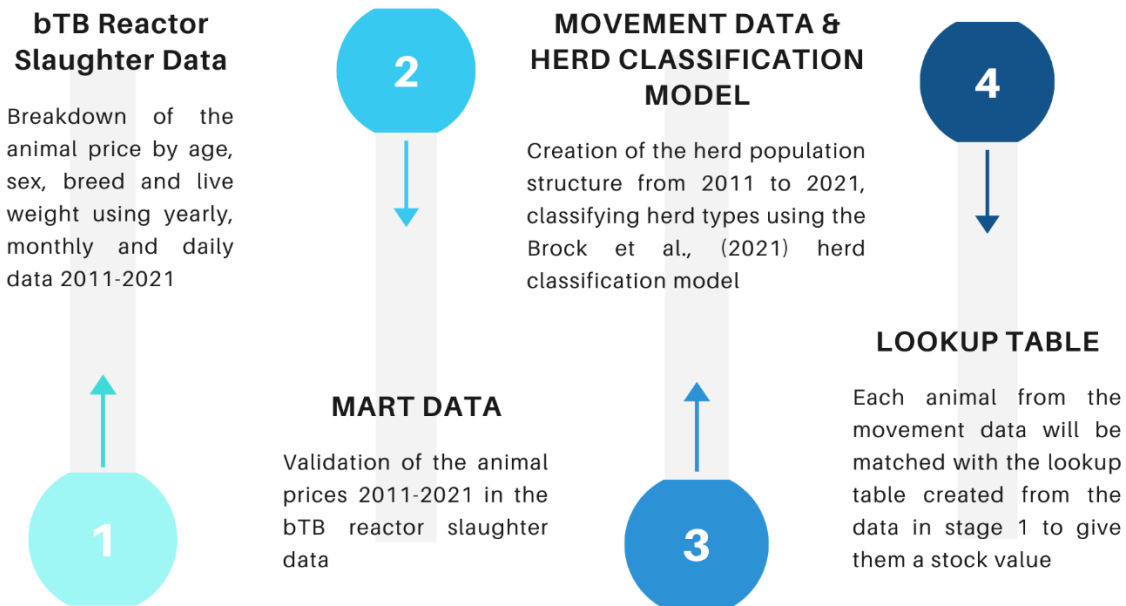 bTB Reactor
Slaughter Data
Breakdown of the
animal price by age,
sex, breed and live
weight using yearly,
monthly and daily
data 2011-2021
1
2
MART DATA
Validation of the animal
prices 2011-2021 in the
bTB reactor slaughter
data
MOVEMENT DATA &
HERD CLASSIFICATION
MODEL
Creation of the herd population
structure from 2011 to 2021,
classifying herd types using the
Brock et al., (2021) herd
classification model
3
4
LOOKUP TABLE
Each animal from the
movement data will be
matched with the lookup
table created from the
data in stage 1 to give
them a stock value